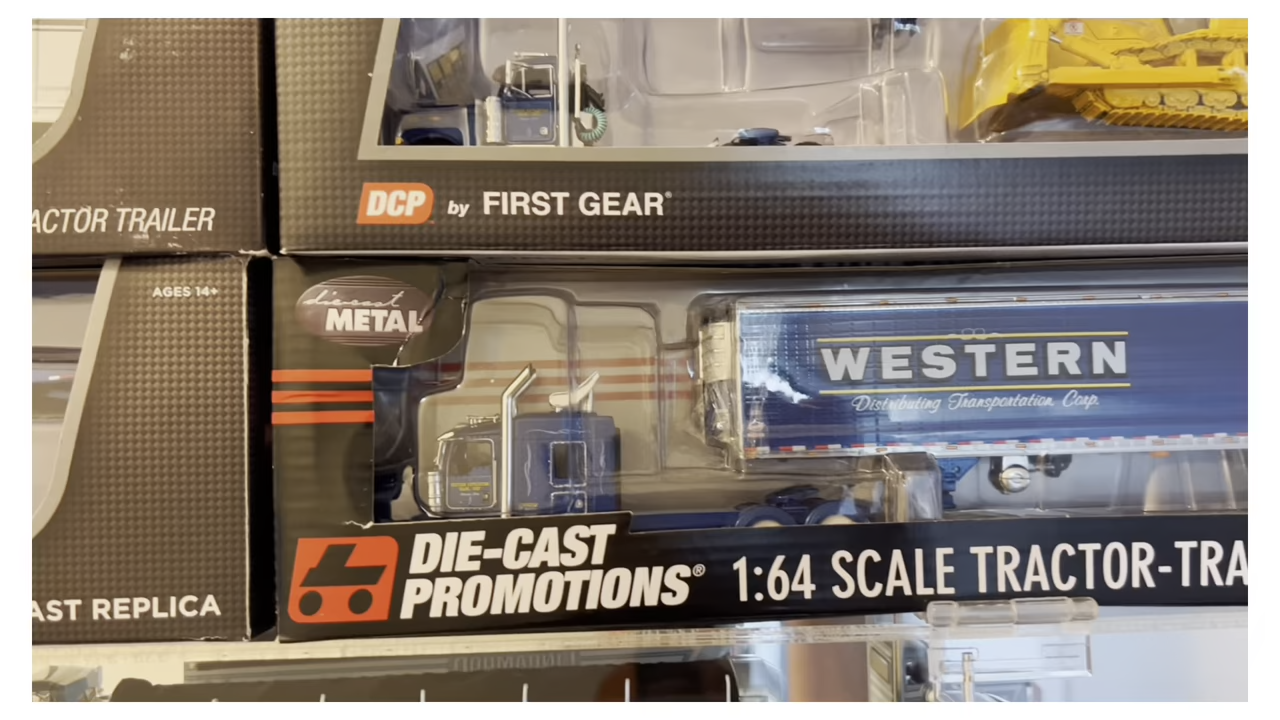 ACTOR TRAILER
DCP by FIRST GEAR®
AGES 14+
die-cast
METAL
WESTERN
Distributing Transportation Corp.
DIE-CAST
PROMOTIONS®
1:64 SCALE TRACTOR-TRA
AST REPLICA